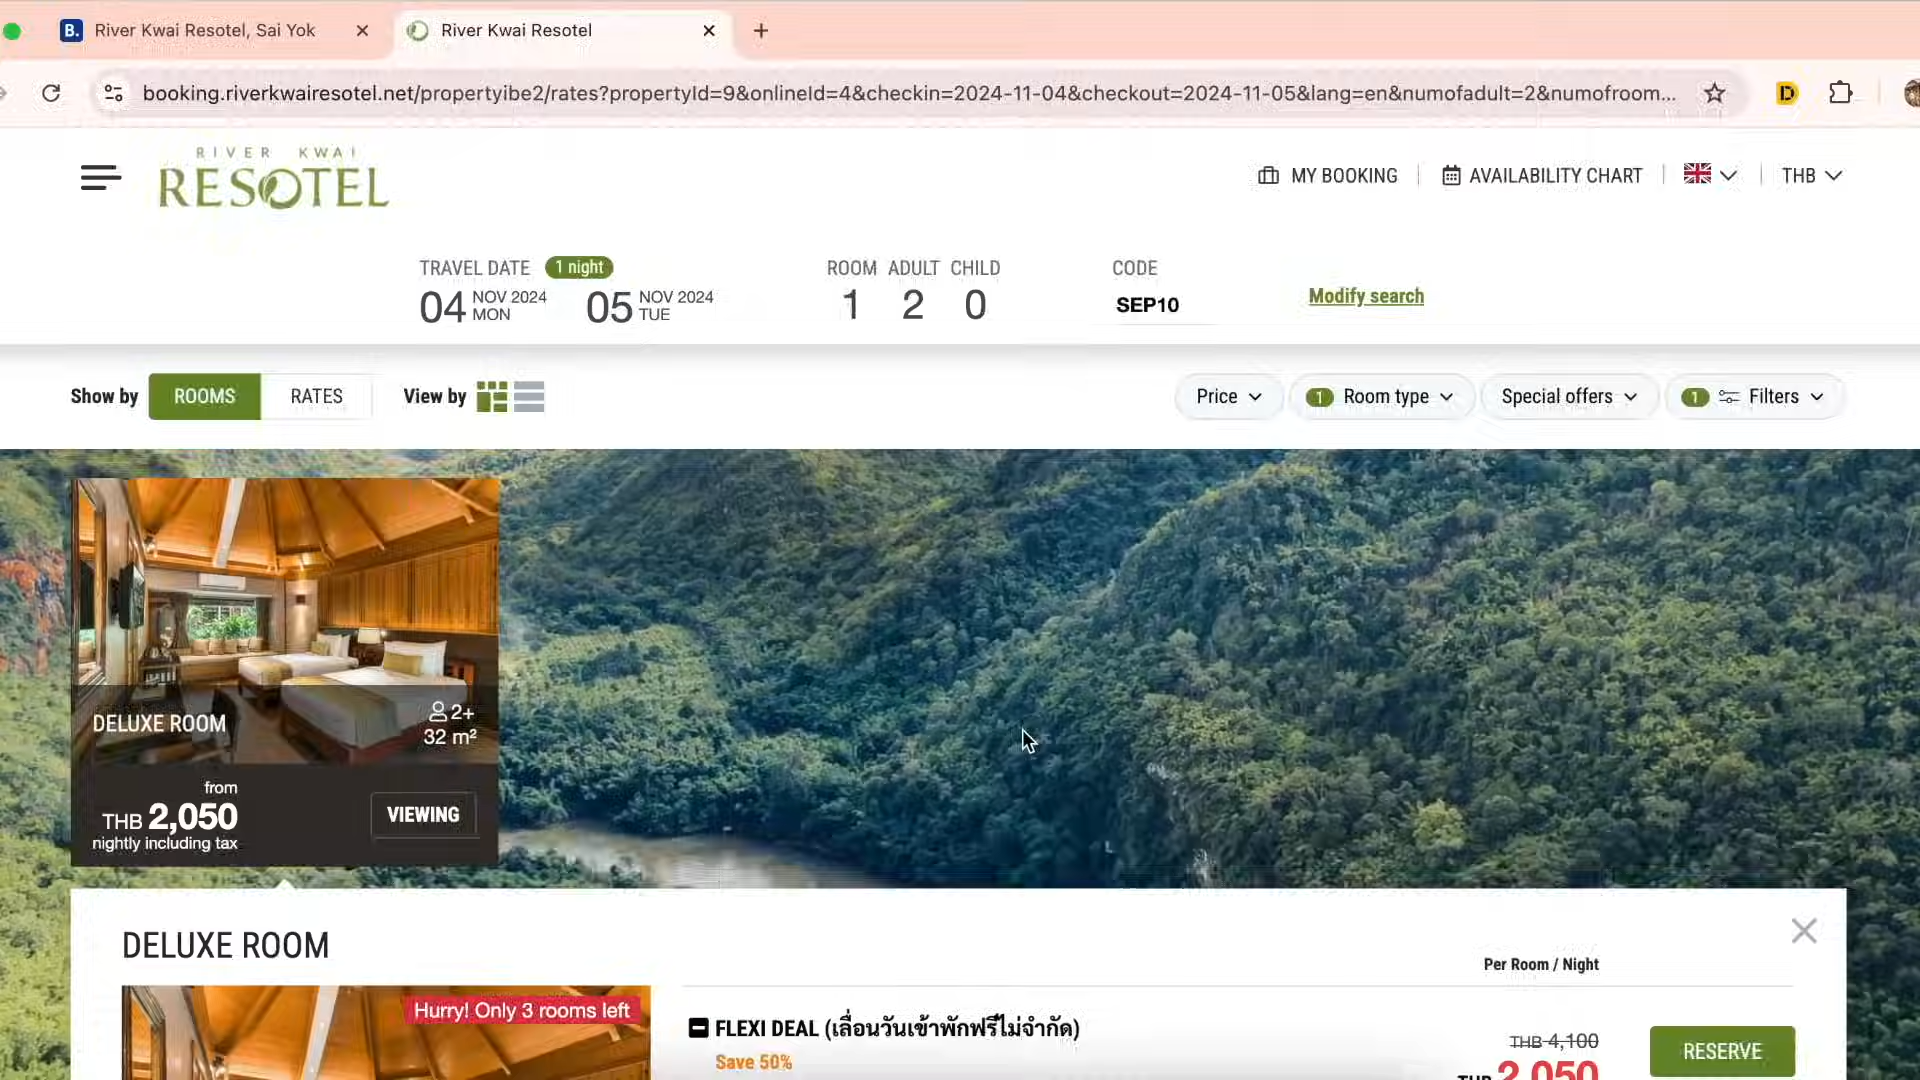 River Kwai Resotel, Sai Yok
River Kwai Resotel
booking.riverkwairesotel.net/propertyibe2/rates?propertyId=9&onlineId=4&checkin=2024-11-04&checkout=2024-11-05&lang=en&numofadult=2&numofroom...
RIVER KWAI
RESOTEL
MY BOOKING
AVAILABILITY CHART
THB
TRAVEL DATE 1 night
04 NOV 2024 MON
05 NOV 2024 TUE
ROOM ADULT CHILD
1 2 0
CODE
SEP10
Modify search
Show by ROOMS RATES View by
Price
1 Room type
Special offers
1 Filters
DELUXE ROOM
2+
32 m²
from
THB 2,050
nightly including tax
VIEWING
DELUXE ROOM
Per Room / Night
Hurry! Only 3 rooms left
FLEXI DEAL (เลื่อนวันเข้าพักฟรีไม่จำกัด)
Save 50%
THB 4,100
THB 2,050
RESERVE